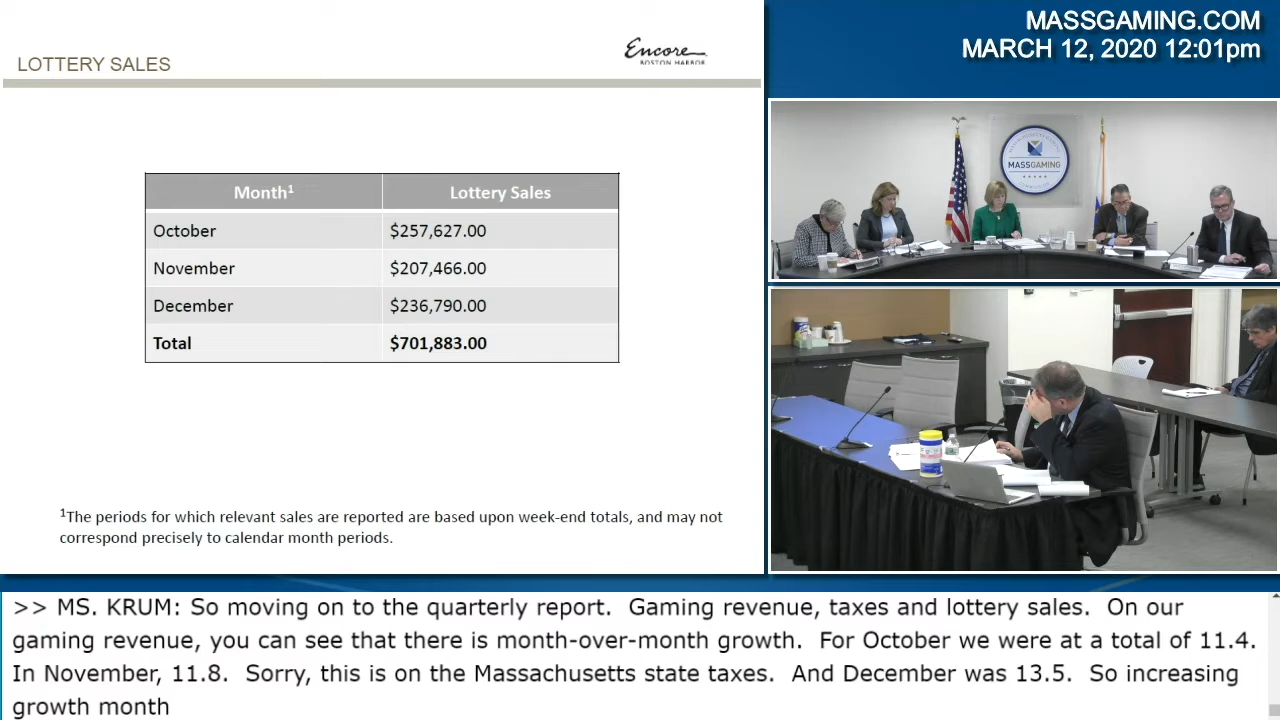 MASSGAMING.COM
MARCH 12, 2020 12:01pm
LOTTERY SALES
Encore
BOSTON HARBOR
Month¹ Lottery Sales
October $257,627.00
November $207,466.00
December $236,790.00
Total $701,883.00
¹The periods for which relevant sales are reported are based upon week-end totals, and may not
correspond precisely to calendar month periods.
MASSGAMING
>> MS. KRUM: So moving on to the quarterly report. Gaming revenue, taxes and lottery sales. On our
gaming revenue, you can see that there is month-over-month growth. For October we were at a total of 11.4.
In November, 11.8. Sorry, this is on the Massachusetts state taxes. And December was 13.5. So increasing
growth month